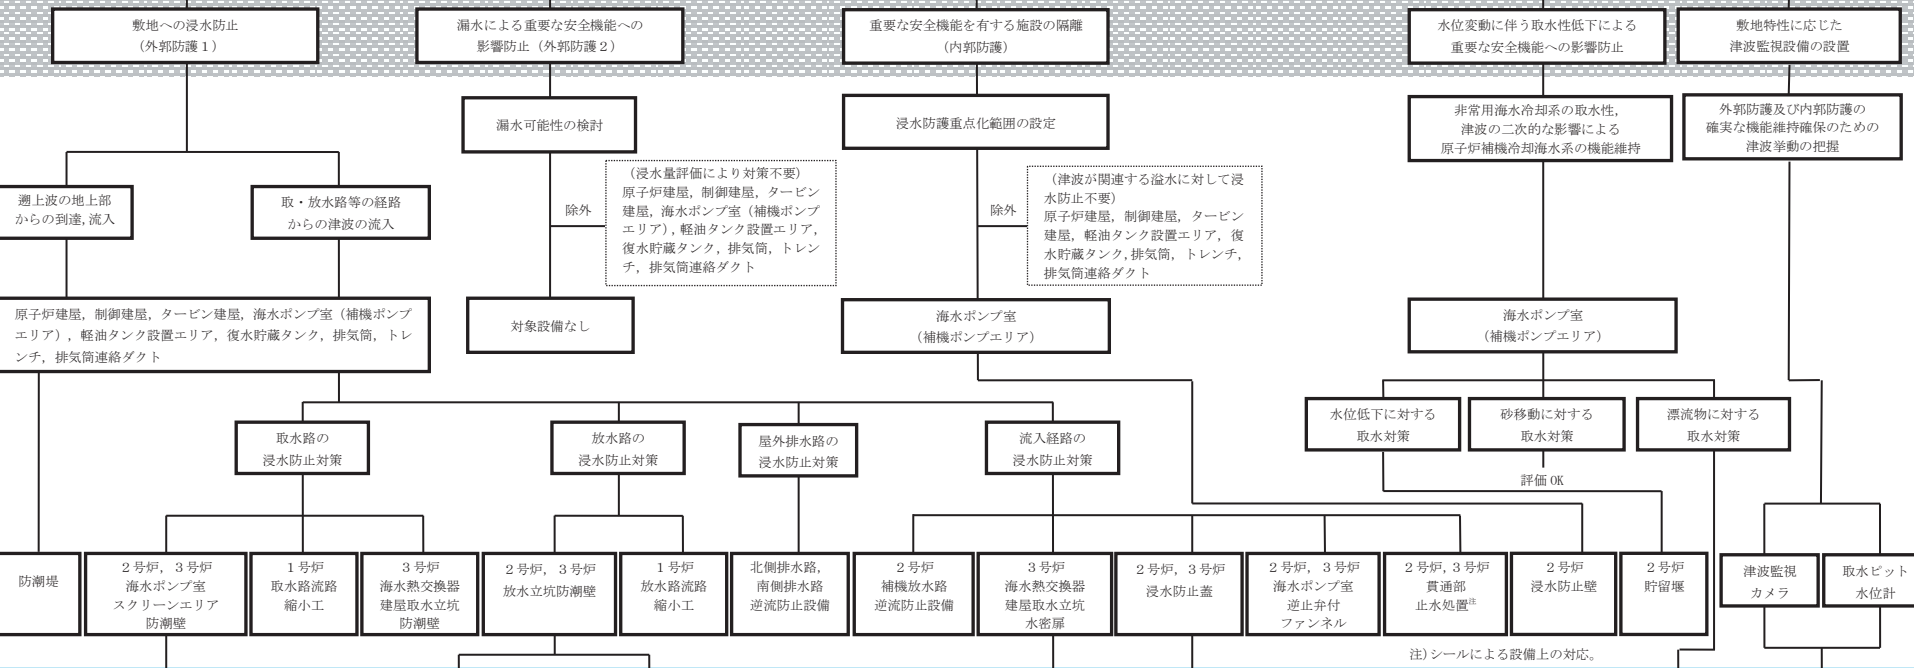 敷地への浸水防止
（外郭防護１）
漏水による重要な安全機能への
影響防止（外郭防護２）
重要な安全機能を有する施設の隔離
（内郭防護）
水位変動に伴う取水性低下による
重要な安全機能への影響防止
敷地特性に応じた
津波監視設備の設置
漏水可能性の検討
浸水防護重点化範囲の設定
非常用海水冷却系の取水性，
津波の二次的な影響による
原子炉補機冷却海水系の機能維持
外郭防護及び内郭防護の
確実な機能維持確保のための
津波挙動の把握
遡上波の地上部
からの到達，流入
取・放水路等の経路
からの津波の流入
除外
（浸水量評価により対策不要）
原子炉建屋，制御建屋，タービン
建屋，海水ポンプ室（補機ポンプ
エリア），軽油タンク設置エリア，
復水貯蔵タンク，排気筒，トレン
チ，排気筒連絡ダクト
除外
（津波が関連する溢水に対して浸
水防止不要）
原子炉建屋，制御建屋，タービン
建屋，軽油タンク設置エリア，復
水貯蔵タンク，排気筒，トレンチ，
排気筒連絡ダクト
原子炉建屋，制御建屋，タービン建屋，海水ポンプ室（補機ポンプ
エリア），軽油タンク設置エリア，復水貯蔵タンク，排気筒，トレ
ンチ，排気筒連絡ダクト
対象設備なし
海水ポンプ室
（補機ポンプエリア）
海水ポンプ室
（補機ポンプエリア）
取水路の
浸水防止対策
放水路の
浸水防止対策
屋外排水路の
浸水防止対策
流入経路の
浸水防止対策
水位低下に対する
取水対策
砂移動に対する
取水対策
漂流物に対する
取水対策
評価 OK
防潮堤
２号炉，３号炉
海水ポンプ室
スクリーンエリア
防潮壁
１号炉
取水路流路
縮小工
３号炉
海水熱交換器
建屋取水立坑
防潮壁
２号炉，３号炉
放水立坑防潮壁
１号炉
放水路流路
縮小工
北側排水路，
南側排水路
逆流防止設備
２号炉
補機放水路
逆流防止設備
３号炉
海水熱交換器
建屋取水立坑
水密扉
２号炉，３号炉
浸水防止蓋
２号炉，３号炉
海水ポンプ室
逆止弁付
ファンネル
２号炉，３号炉
貫通部
止水処置注
２号炉
浸水防止壁
２号炉
貯留堰
津波監視
カメラ
取水ピット
水位計
注）シールによる設備上の対応。